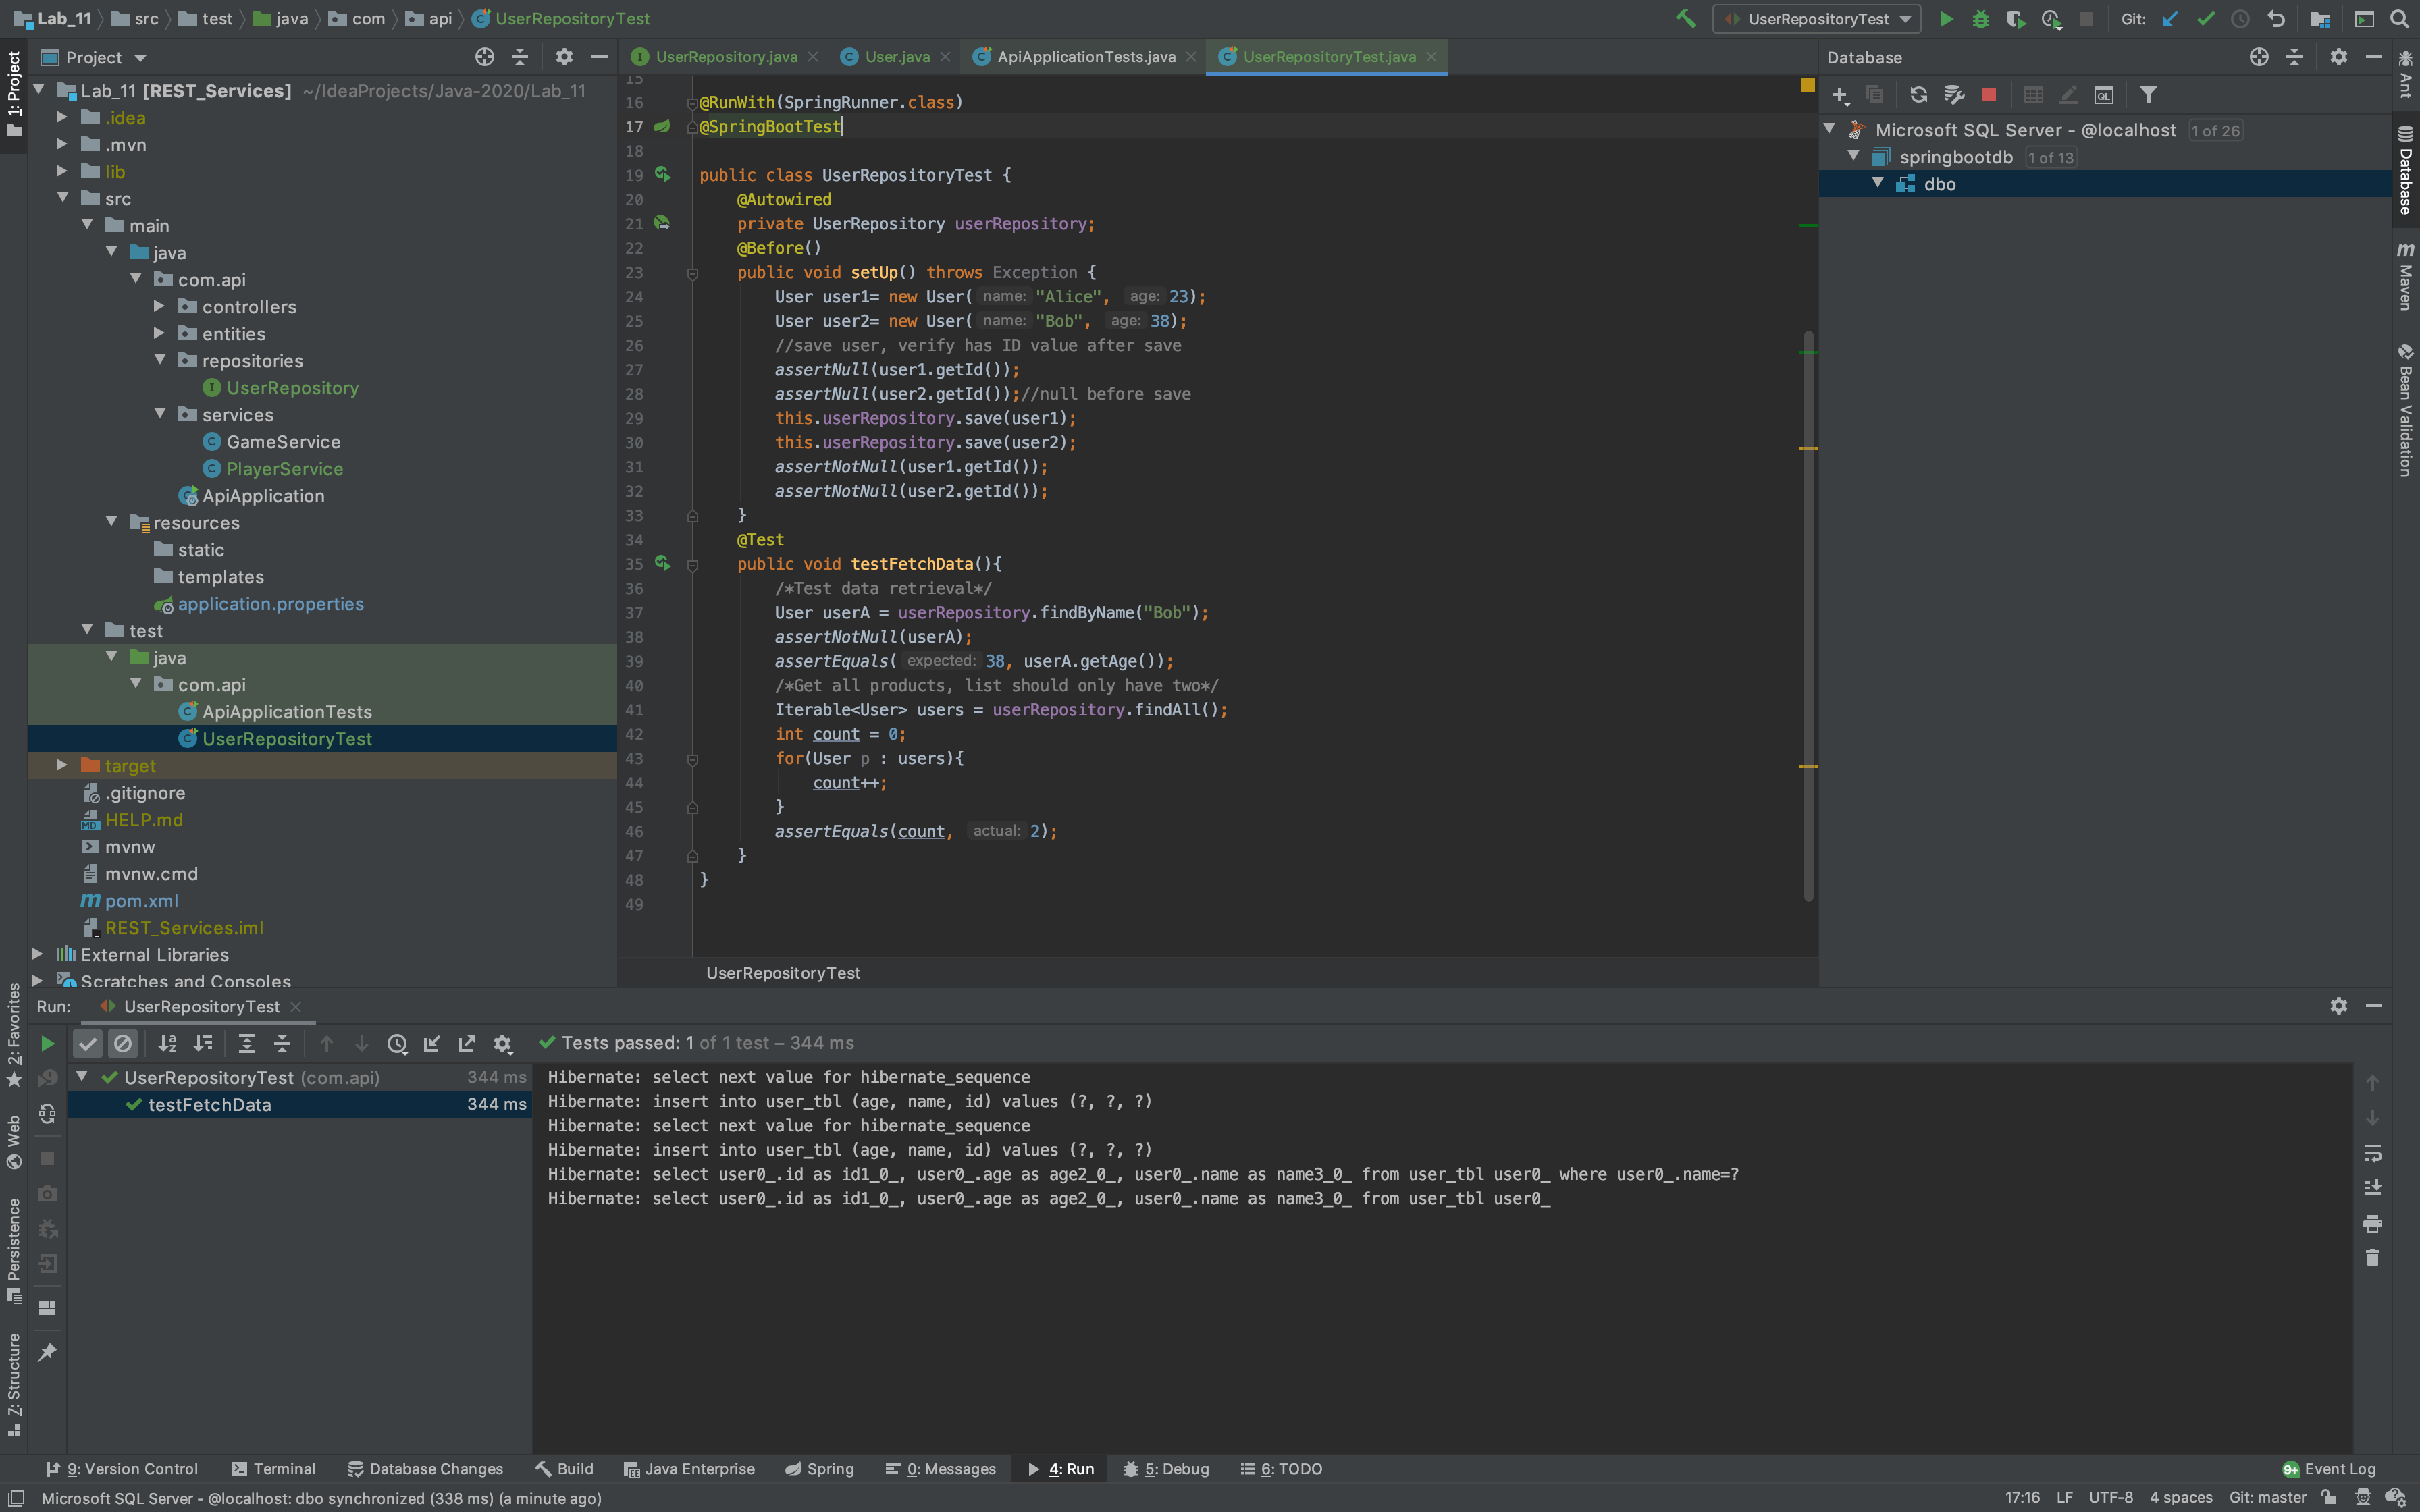 Lab_11 src test java com api UserRepositoryTest
UserRepositoryTest Git:
1: Project
Project
UserRepository.java User.java ApiApplicationTests.java UserRepositoryTest.java
Database
Ant
Lab_11 [REST_Services] ~/IdeaProjects/Java-2020/Lab_11
.idea
.mvn
lib
src
main
java
com.api
controllers
entities
repositories
UserRepository
services
GameService
PlayerService
ApiApplication
resources
static
templates
application.properties
test
java
com.api
ApiApplicationTests
UserRepositoryTest
target
.gitignore
HELP.md
mvnw
mvnw.cmd
pom.xml
REST_Services.iml
External Libraries
Scratches and Consoles
15
16 @RunWith(SpringRunner.class)
17 @SpringBootTest
18
19 public class UserRepositoryTest {
20 @Autowired
21 private UserRepository userRepository;
22 @Before()
23 public void setUp() throws Exception {
24 User user1= new User( name: "Alice", age: 23);
25 User user2= new User( name: "Bob", age: 38);
26 //save user, verify has ID value after save
27 assertNull(user1.getId());
28 assertNull(user2.getId());//null before save
29 this.userRepository.save(user1);
30 this.userRepository.save(user2);
31 assertNotNull(user1.getId());
32 assertNotNull(user2.getId());
33 }
34 @Test
35 public void testFetchData(){
36 /*Test data retrieval*/
37 User userA = userRepository.findByName("Bob");
38 assertNotNull(userA);
39 assertEquals( expected: 38, userA.getAge());
40 /*Get all products, list should only have two*/
41 Iterable<User> users = userRepository.findAll();
42 int count = 0;
43 for(User p : users){
44 count++;
45 }
46 assertEquals(count, actual: 2);
47 }
48 }
49
UserRepositoryTest
Microsoft SQL Server - @localhost 1 of 26
springbootdb 1 of 13
dbo
QL
Database
Maven
Bean Validation
2: Favorites
Web
Persistence
Z: Structure
Run: UserRepositoryTest
Tests passed: 1 of 1 test – 344 ms
UserRepositoryTest (com.api) 344 ms
testFetchData 344 ms
Hibernate: select next value for hibernate_sequence
Hibernate: insert into user_tbl (age, name, id) values (?, ?, ?)
Hibernate: select next value for hibernate_sequence
Hibernate: insert into user_tbl (age, name, id) values (?, ?, ?)
Hibernate: select user0_.id as id1_0_, user0_.age as age2_0_, user0_.name as name3_0_ from user_tbl user0_ where user0_.name=?
Hibernate: select user0_.id as id1_0_, user0_.age as age2_0_, user0_.name as name3_0_ from user_tbl user0_
9: Version Control Terminal Database Changes Build Java Enterprise Spring 0: Messages 4: Run 5: Debug 6: TODO 9+ Event Log
Microsoft SQL Server - @localhost: dbo synchronized (338 ms) (a minute ago) 17:16 LF UTF-8 4 spaces Git: master